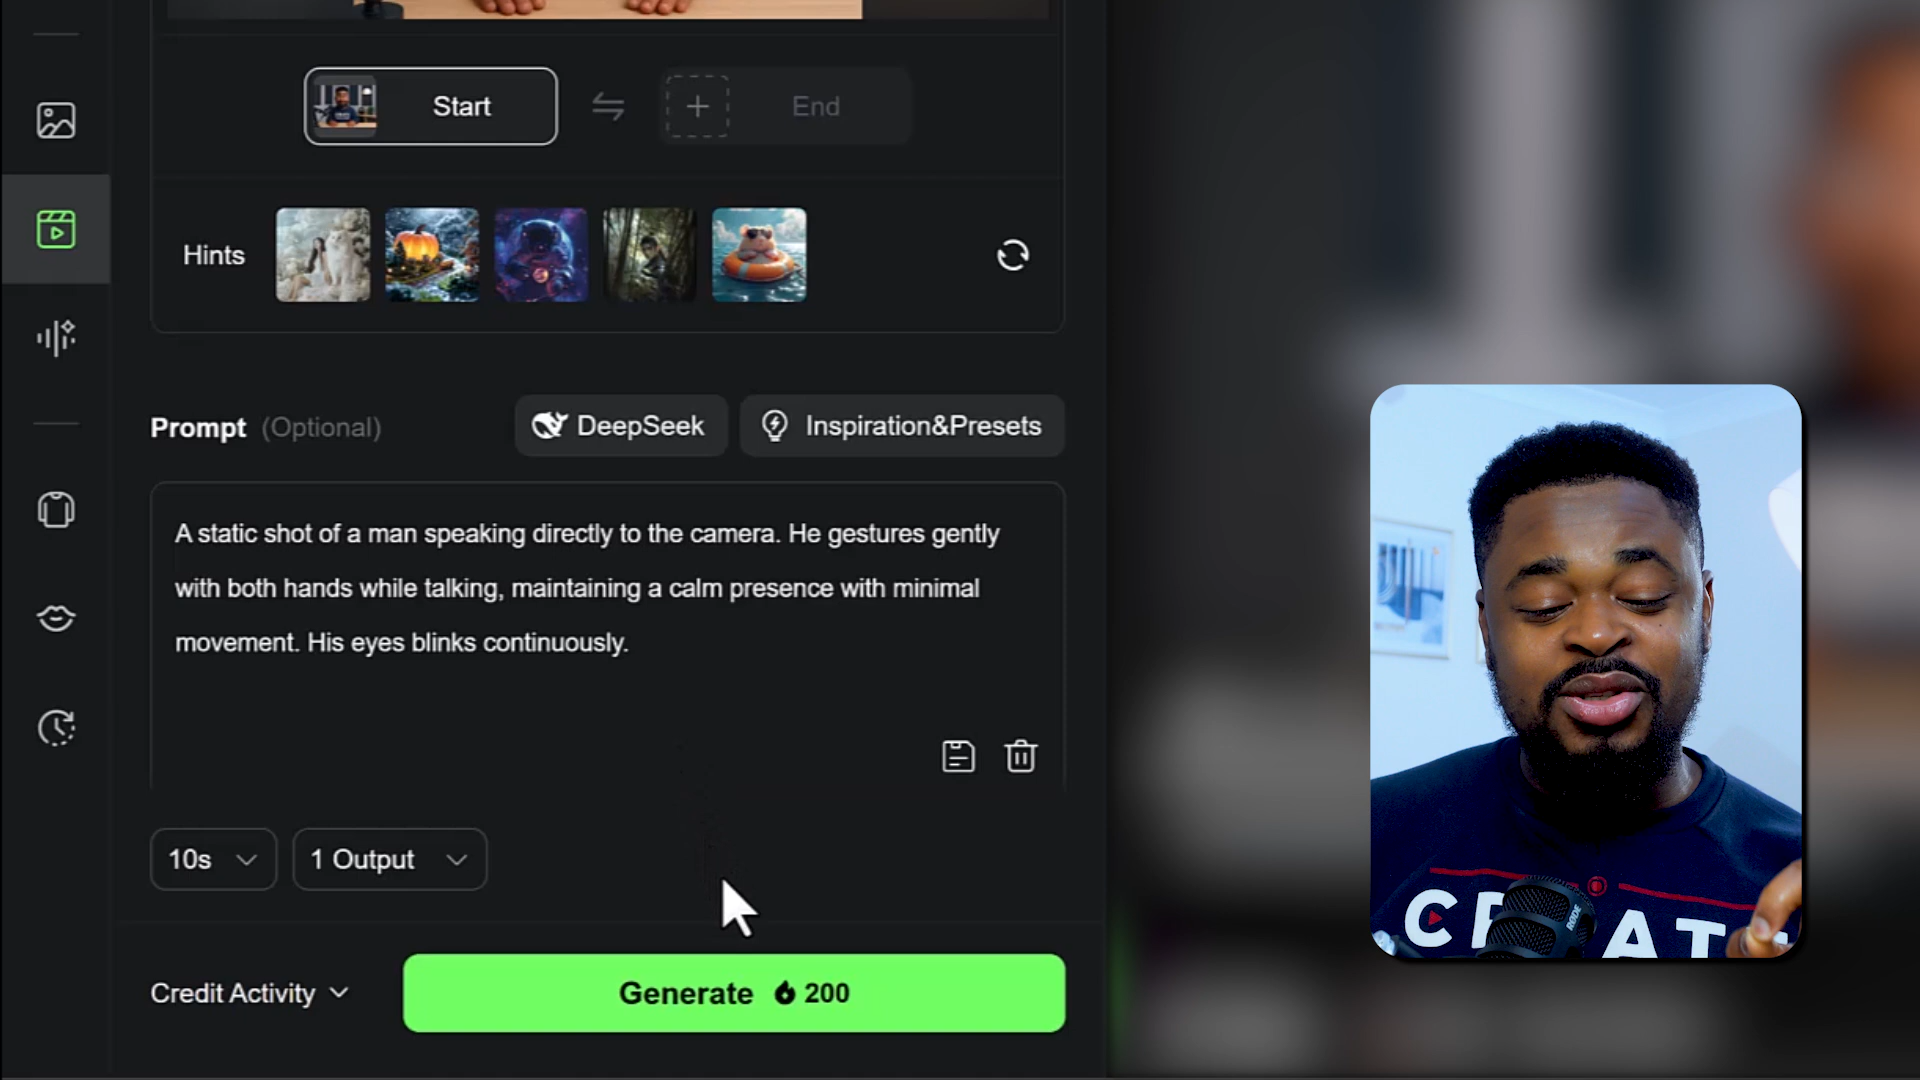 Start
End
Hints
Prompt (Optional)
DeepSeek
Inspiration&Presets
A static shot of a man speaking directly to the camera. He gestures gently
with both hands while talking, maintaining a calm presence with minimal
movement. His eyes blinks continuously.
10s
1 Output
Credit Activity
Generate 200
RODE